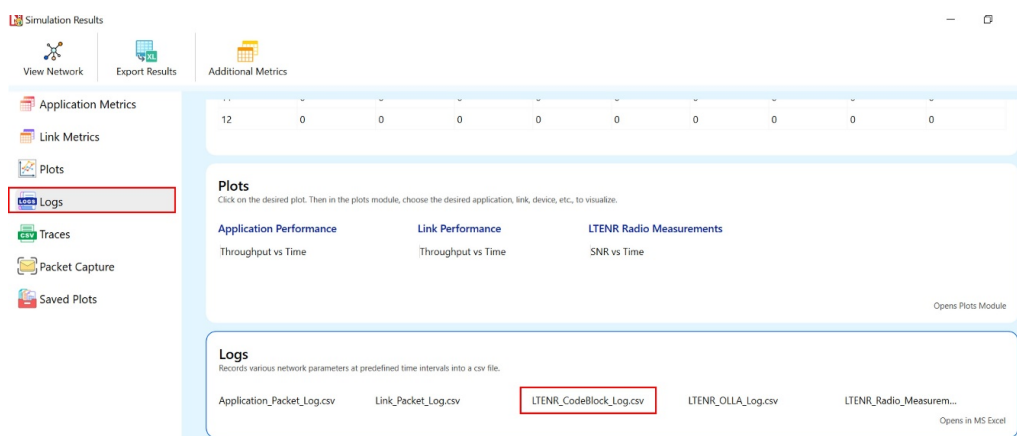 Simulation Results
View Network
Export Results
Additional Metrics
Application Metrics
Link Metrics
Plots
Logs
Traces
Packet Capture
Saved Plots
12 0 0 0 0 0 0 0 0 0
Plots
Click on the desired plot. Then in the plots module, choose the desired application, link, device, etc., to visualize.
Application Performance Link Performance LTENR Radio Measurements
Throughput vs Time Throughput vs Time SNR vs Time
Opens Plots Module
Logs
Records various network parameters at predefined time intervals into a csv file.
Application_Packet_Log.csv Link_Packet_Log.csv LTENR_CodeBlock_Log.csv LTENR_OLLA_Log.csv LTENR_Radio_Measurem...
Opens in MS Excel